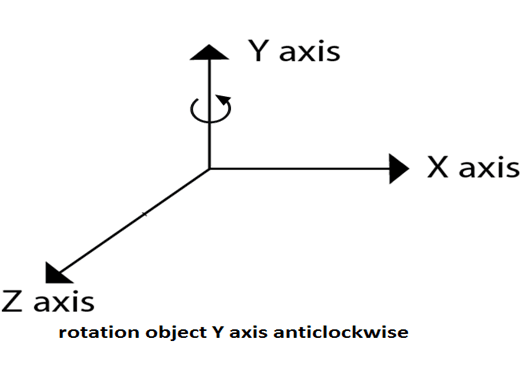 Y axis
X axis
Z axis
rotation object Y axis anticlockwise